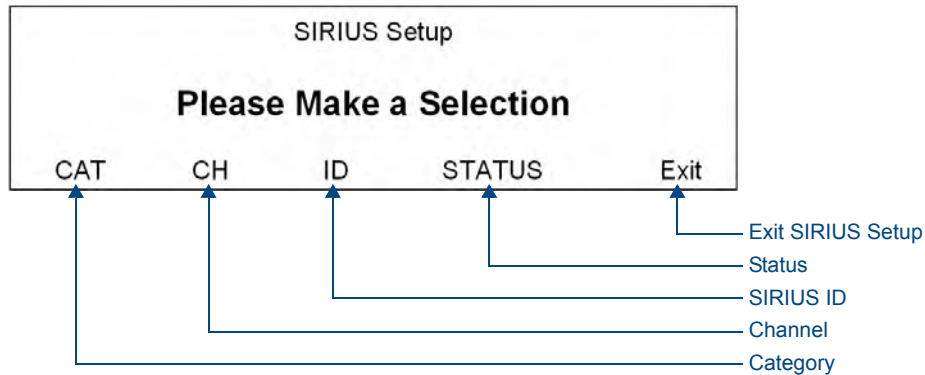 SIRIUS Setup
Please Make a Selection
CAT CH ID STATUS Exit
Exit SIRIUS Setup
Status
SIRIUS ID
Channel
Category